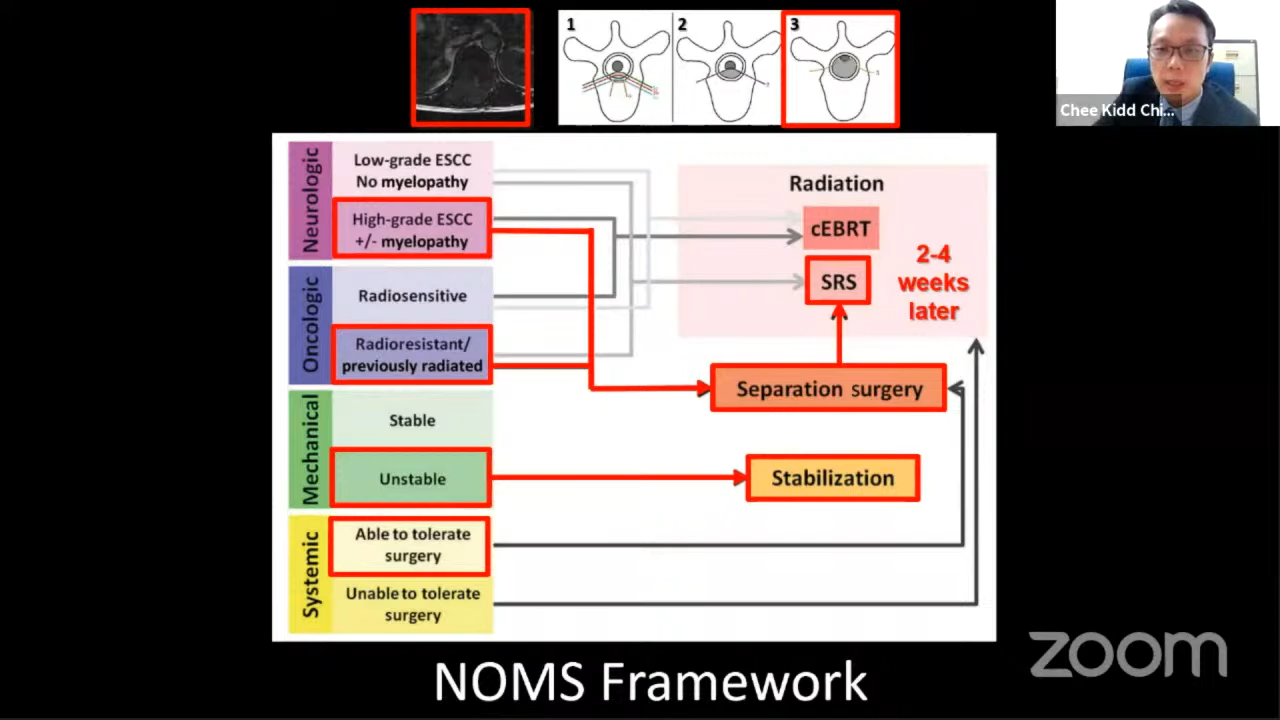 1
2
3
Chee Kidd Chi...
Neurologic
Low-grade ESCC
No myelopathy
High-grade ESCC
+/- myelopathy
Oncologic
Radiosensitive
Radioresistant/
previously radiated
Mechanical
Stable
Unstable
Systemic
Able to tolerate
surgery
Unable to tolerate
surgery
Radiation
cEBRT
SRS
2-4
weeks
later
Separation surgery
Stabilization
zoom
NOMS Framework